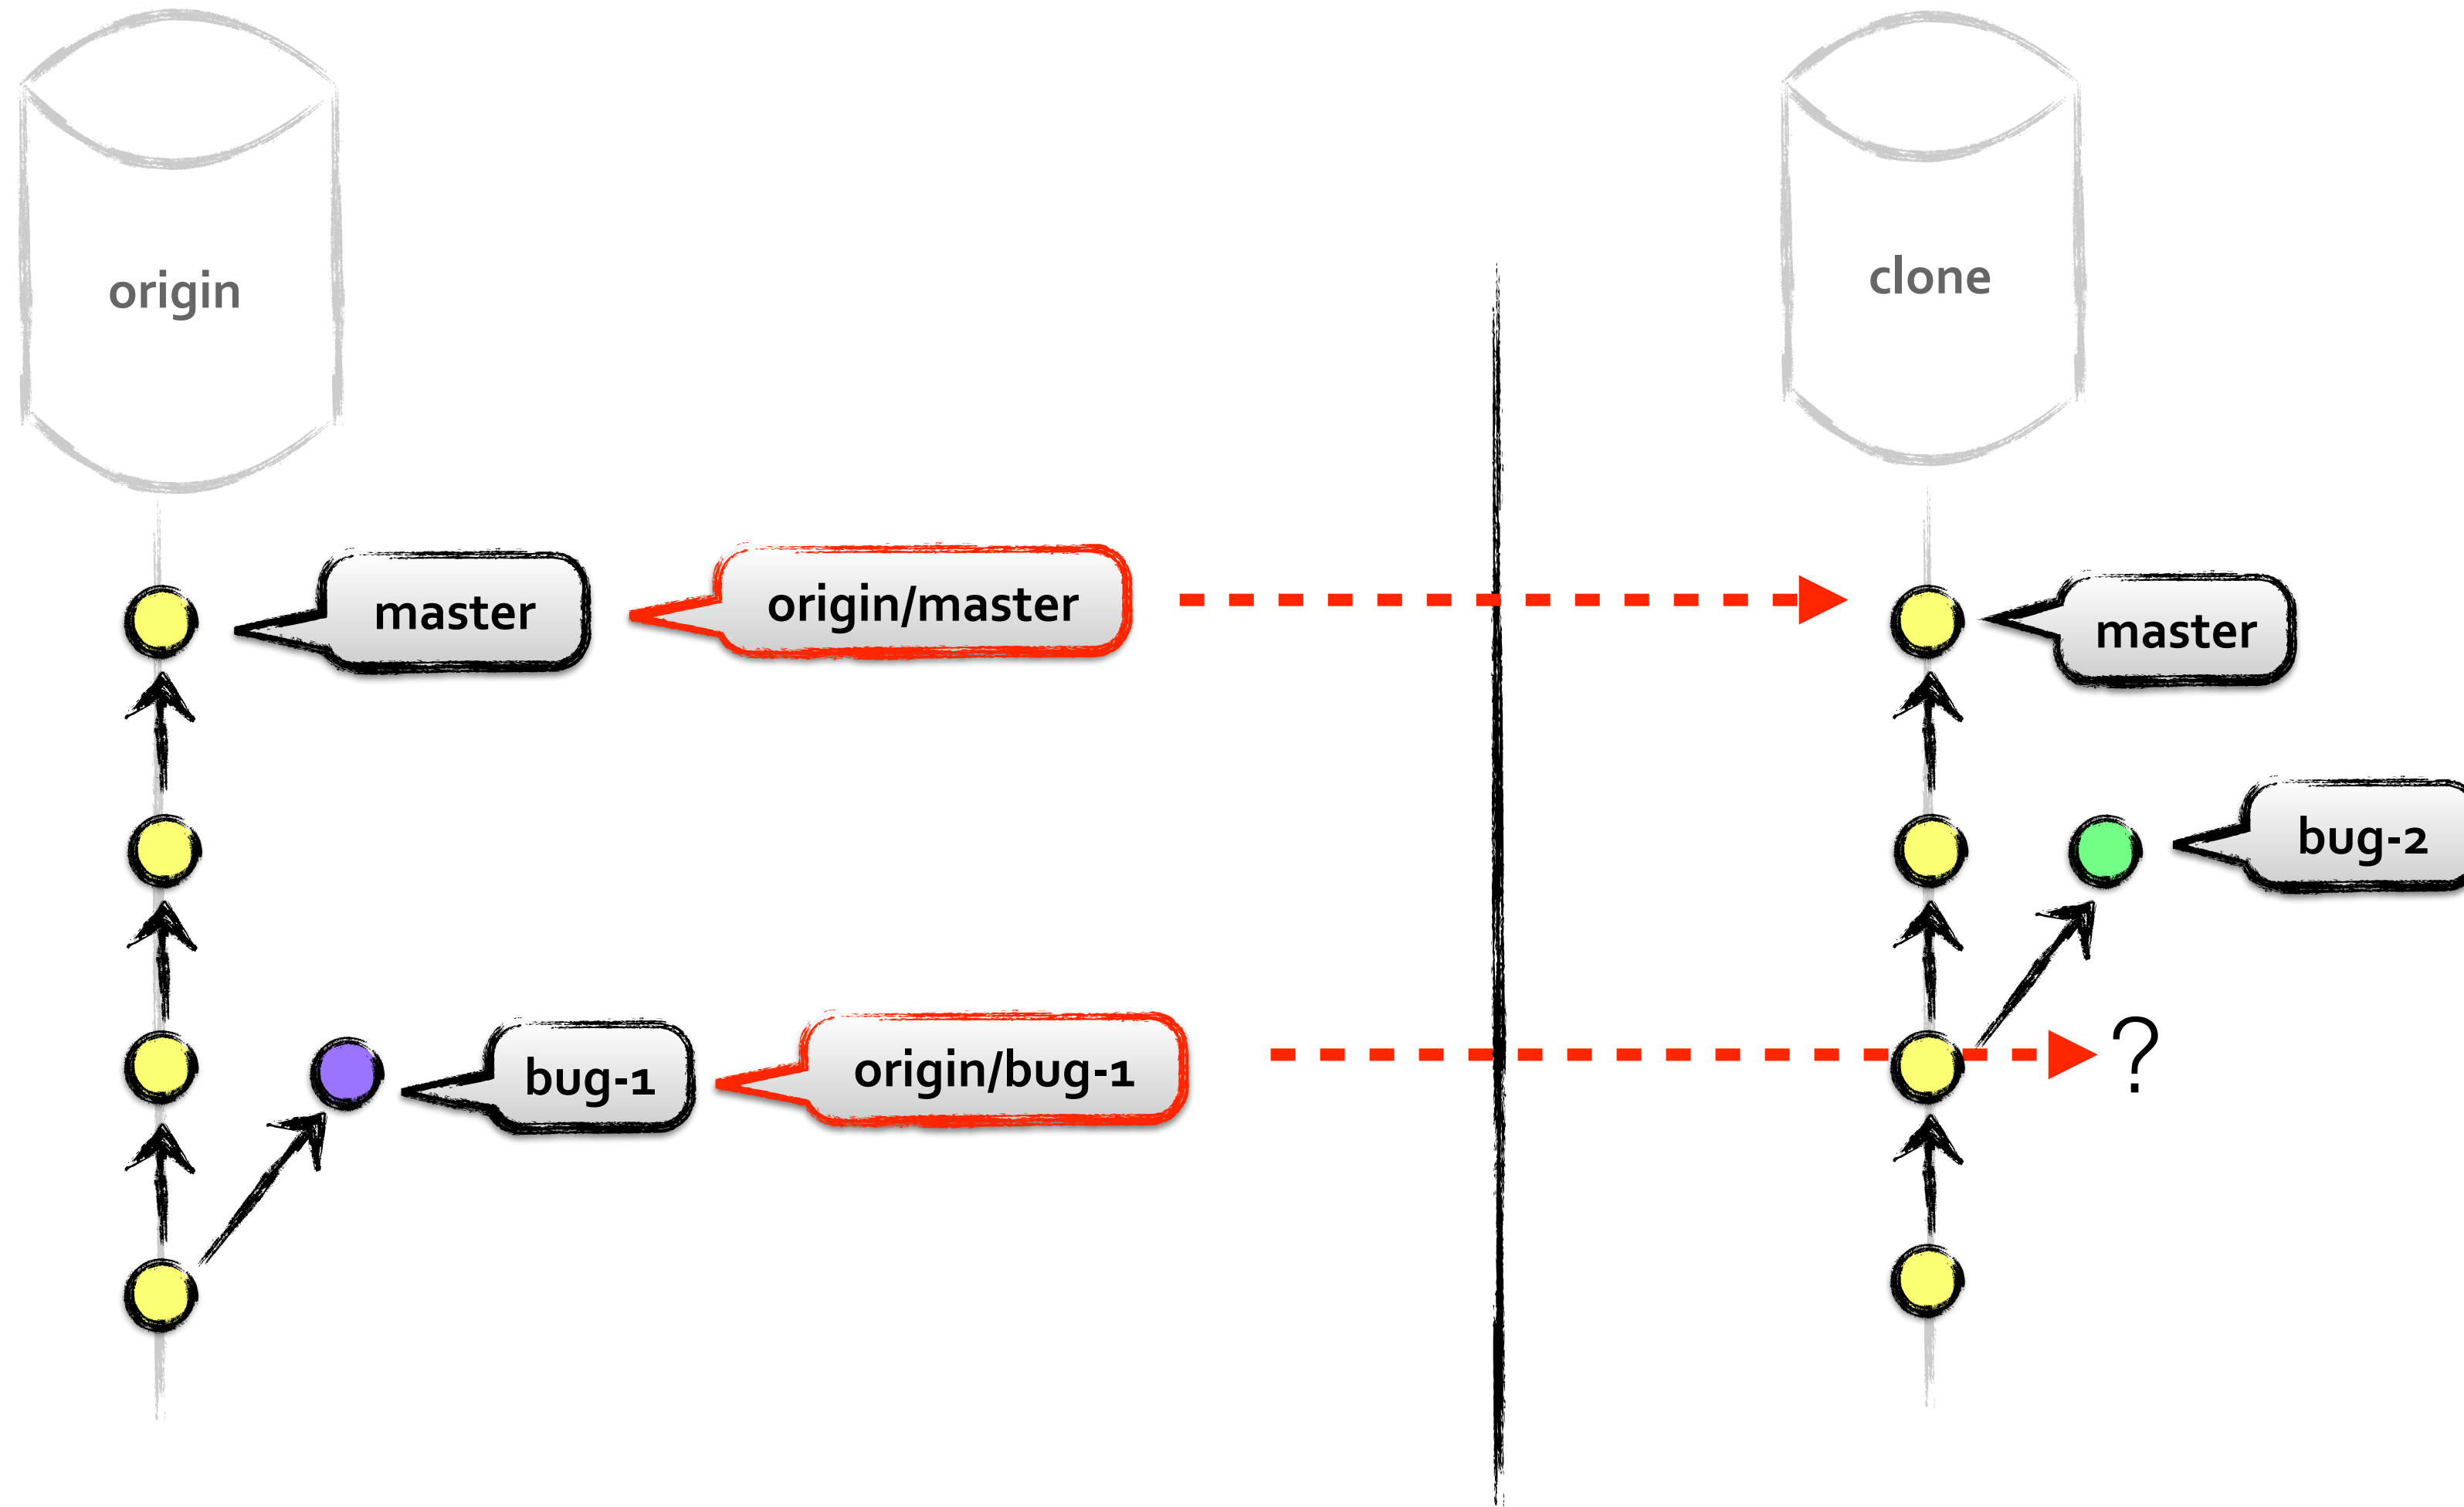 origin
clone
master
origin/master
master
bug-2
bug-1
origin/bug-1
?